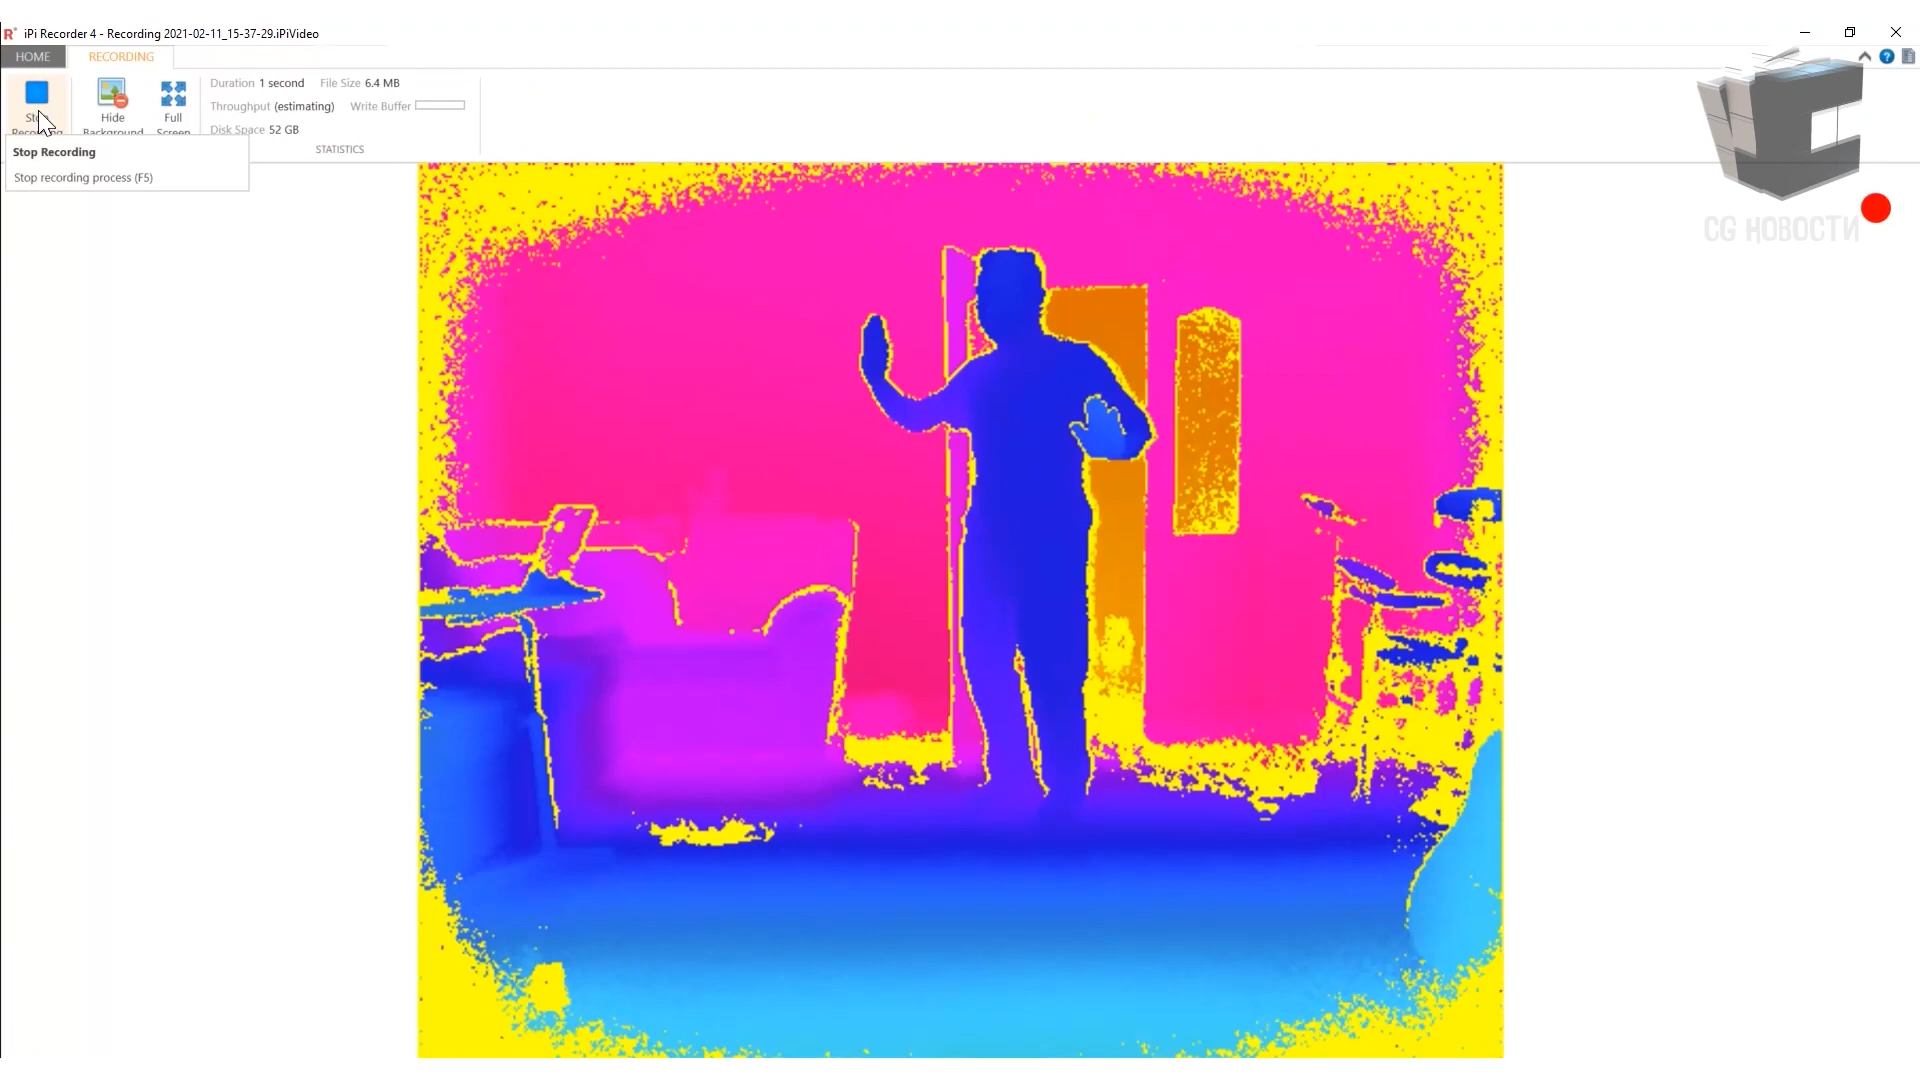 iPi Recorder 4 - Recording 2021-02-11_15-37-29.iPiVideo
HOME RECORDING
Duration 1 second File Size 6.4 MB
Throughput (estimating) Write Buffer
Hide
Background
Full
Screen
Disk Space 52 GB
STATISTICS
Stop Recording
Stop recording process (F5)
CG НОВОСТИ